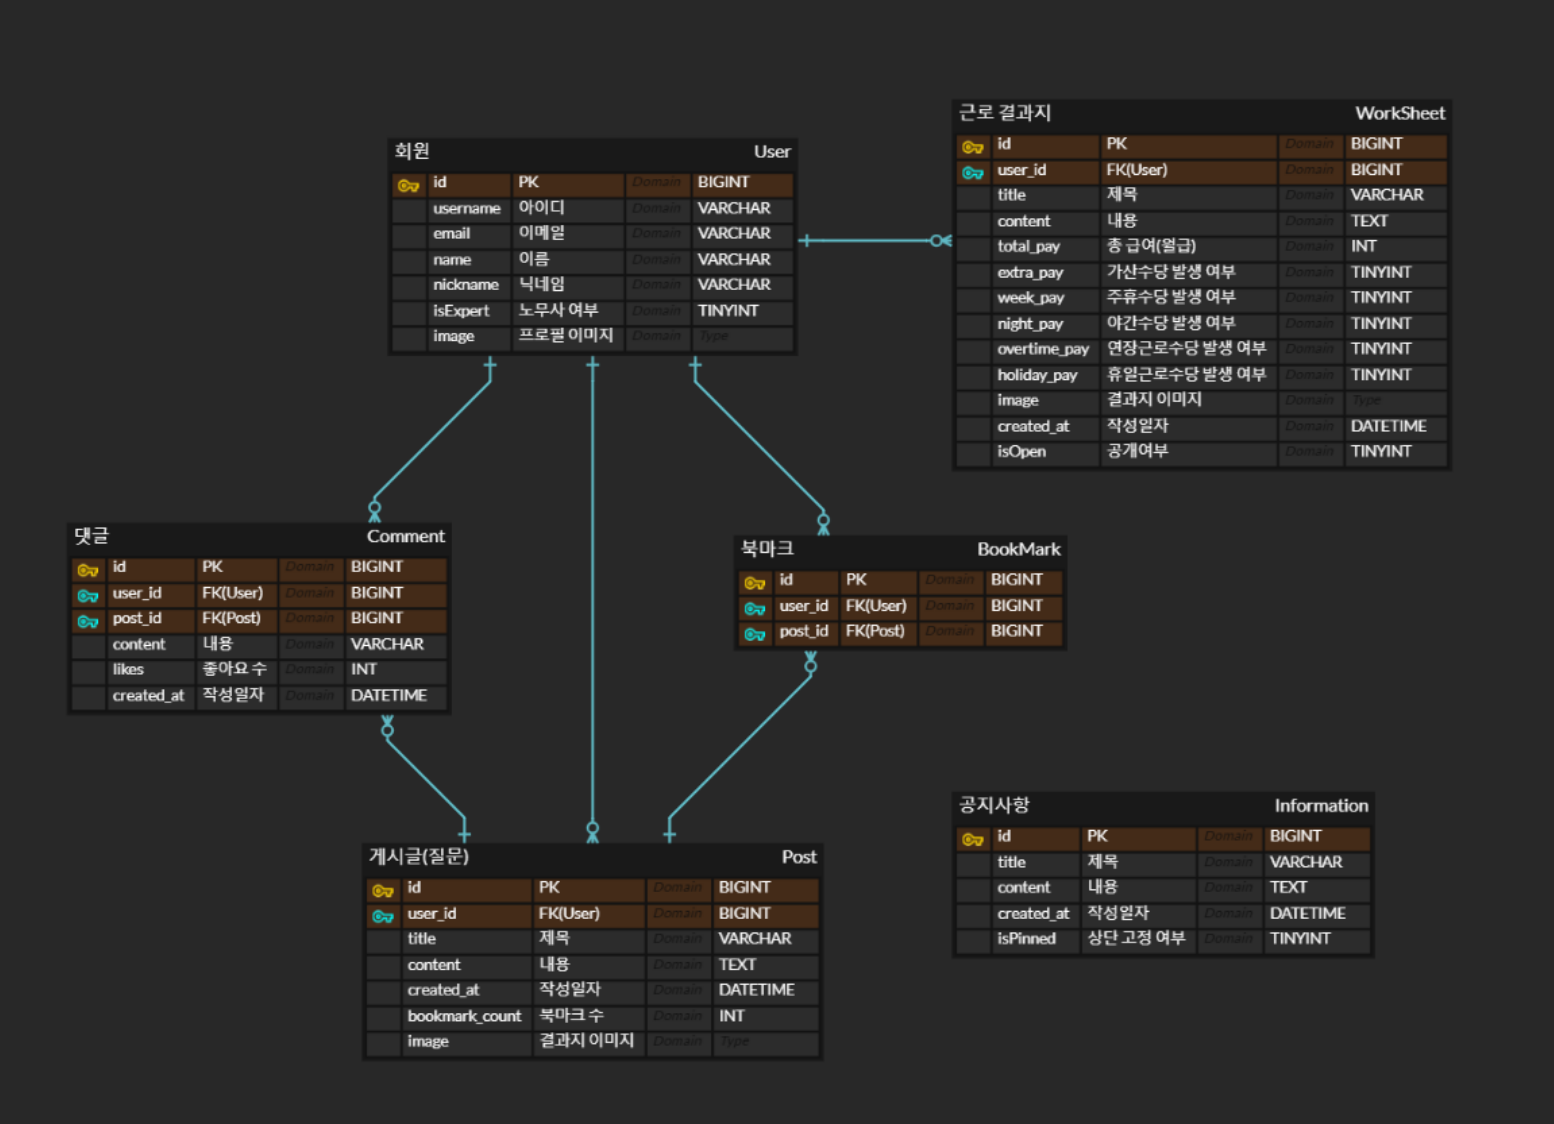 회원 User
id PK Domain BIGINT
username 아이디 Domain VARCHAR
email 이메일 Domain VARCHAR
name 이름 Domain VARCHAR
nickname 닉네임 Domain VARCHAR
isExpert 노무사 여부 Domain TINYINT
image 프로필 이미지 Domain Type
근로 결과지 WorkSheet
id PK Domain BIGINT
user_id FK(User) Domain BIGINT
title 제목 Domain VARCHAR
content 내용 Domain TEXT
total_pay 총 급여(월급) Domain INT
extra_pay 가산수당 발생 여부 Domain TINYINT
week_pay 주휴수당 발생 여부 Domain TINYINT
night_pay 야간수당 발생 여부 Domain TINYINT
overtime_pay 연장근로수당 발생 여부 Domain TINYINT
holiday_pay 휴일근로수당 발생 여부 Domain TINYINT
image 결과지 이미지 Domain Type
created_at 작성일자 Domain DATETIME
isOpen 공개여부 Domain TINYINT
댓글 Comment
id PK Domain BIGINT
user_id FK(User) Domain BIGINT
post_id FK(Post) Domain BIGINT
content 내용 Domain VARCHAR
likes 좋아요 수 Domain INT
created_at 작성일자 Domain DATETIME
북마크 BookMark
id PK Domain BIGINT
user_id FK(User) Domain BIGINT
post_id FK(Post) Domain BIGINT
게시글(질문) Post
id PK Domain BIGINT
user_id FK(User) Domain BIGINT
title 제목 Domain VARCHAR
content 내용 Domain TEXT
created_at 작성일자 Domain DATETIME
bookmark_count 북마크 수 Domain INT
image 결과지 이미지 Domain Type
공지사항 Information
id PK Domain BIGINT
title 제목 Domain VARCHAR
content 내용 Domain TEXT
created_at 작성일자 Domain DATETIME
isPinned 상단 고정 여부 Domain TINYINT